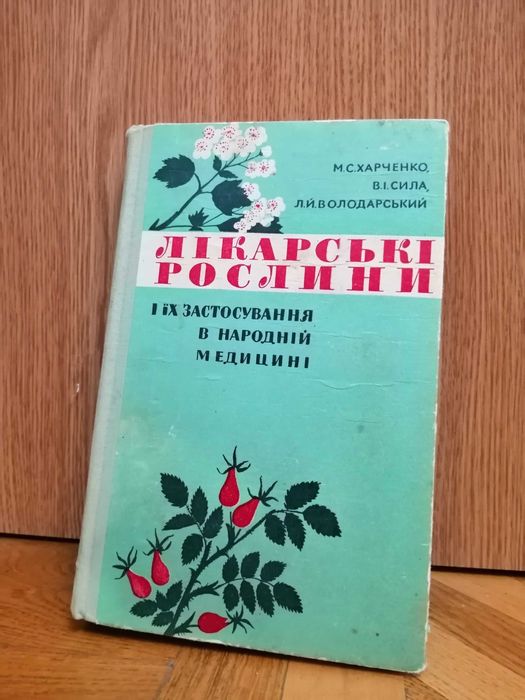 М.С.ХАРЧЕНКО,
В.І.СИЛА,
Л.Й.ВОЛОДАРСЬКИЙ
ЛІКАРСЬКІ
РОСЛИНИ
І ЇХ ЗАСТОСУВАННЯ
В НАРОДНІЙ
МЕДИЦИНІ